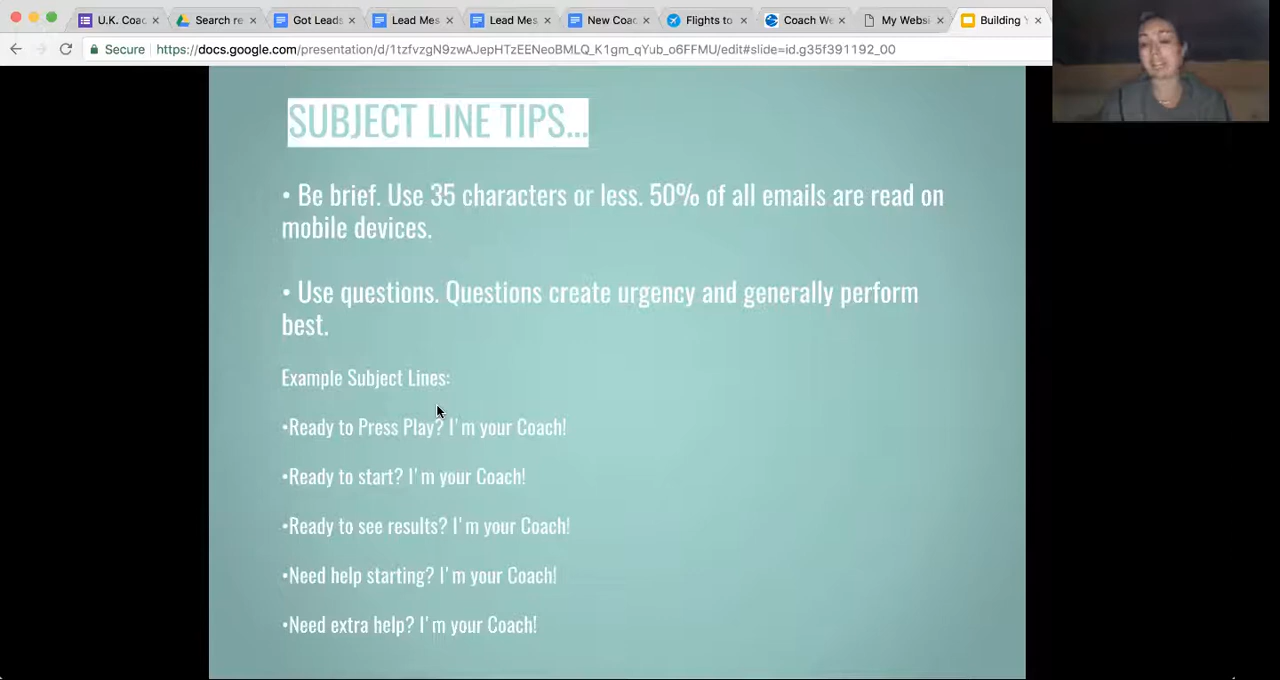 U.K. Coac
Search re
Got Leads
Lead Mes
Lead Mes
New Coac
Flights to
Coach We
My Websi
Building Y
Secure
https://docs.google.com/presentation/d/1tzfvzgN9zwAJepHTzEENeoBMLQ_K1gm_qYub_o6FFMU/edit#slide=id.g35f391192_00
SUBJECT LINE TIPS...
• Be brief. Use 35 characters or less. 50% of all emails are read on
mobile devices.
• Use questions. Questions create urgency and generally perform
best.
Example Subject Lines:
•Ready to Press Play? I'm your Coach!
•Ready to start? I'm your Coach!
•Ready to see results? I'm your Coach!
•Need help starting? I'm your Coach!
•Need extra help? I'm your Coach!